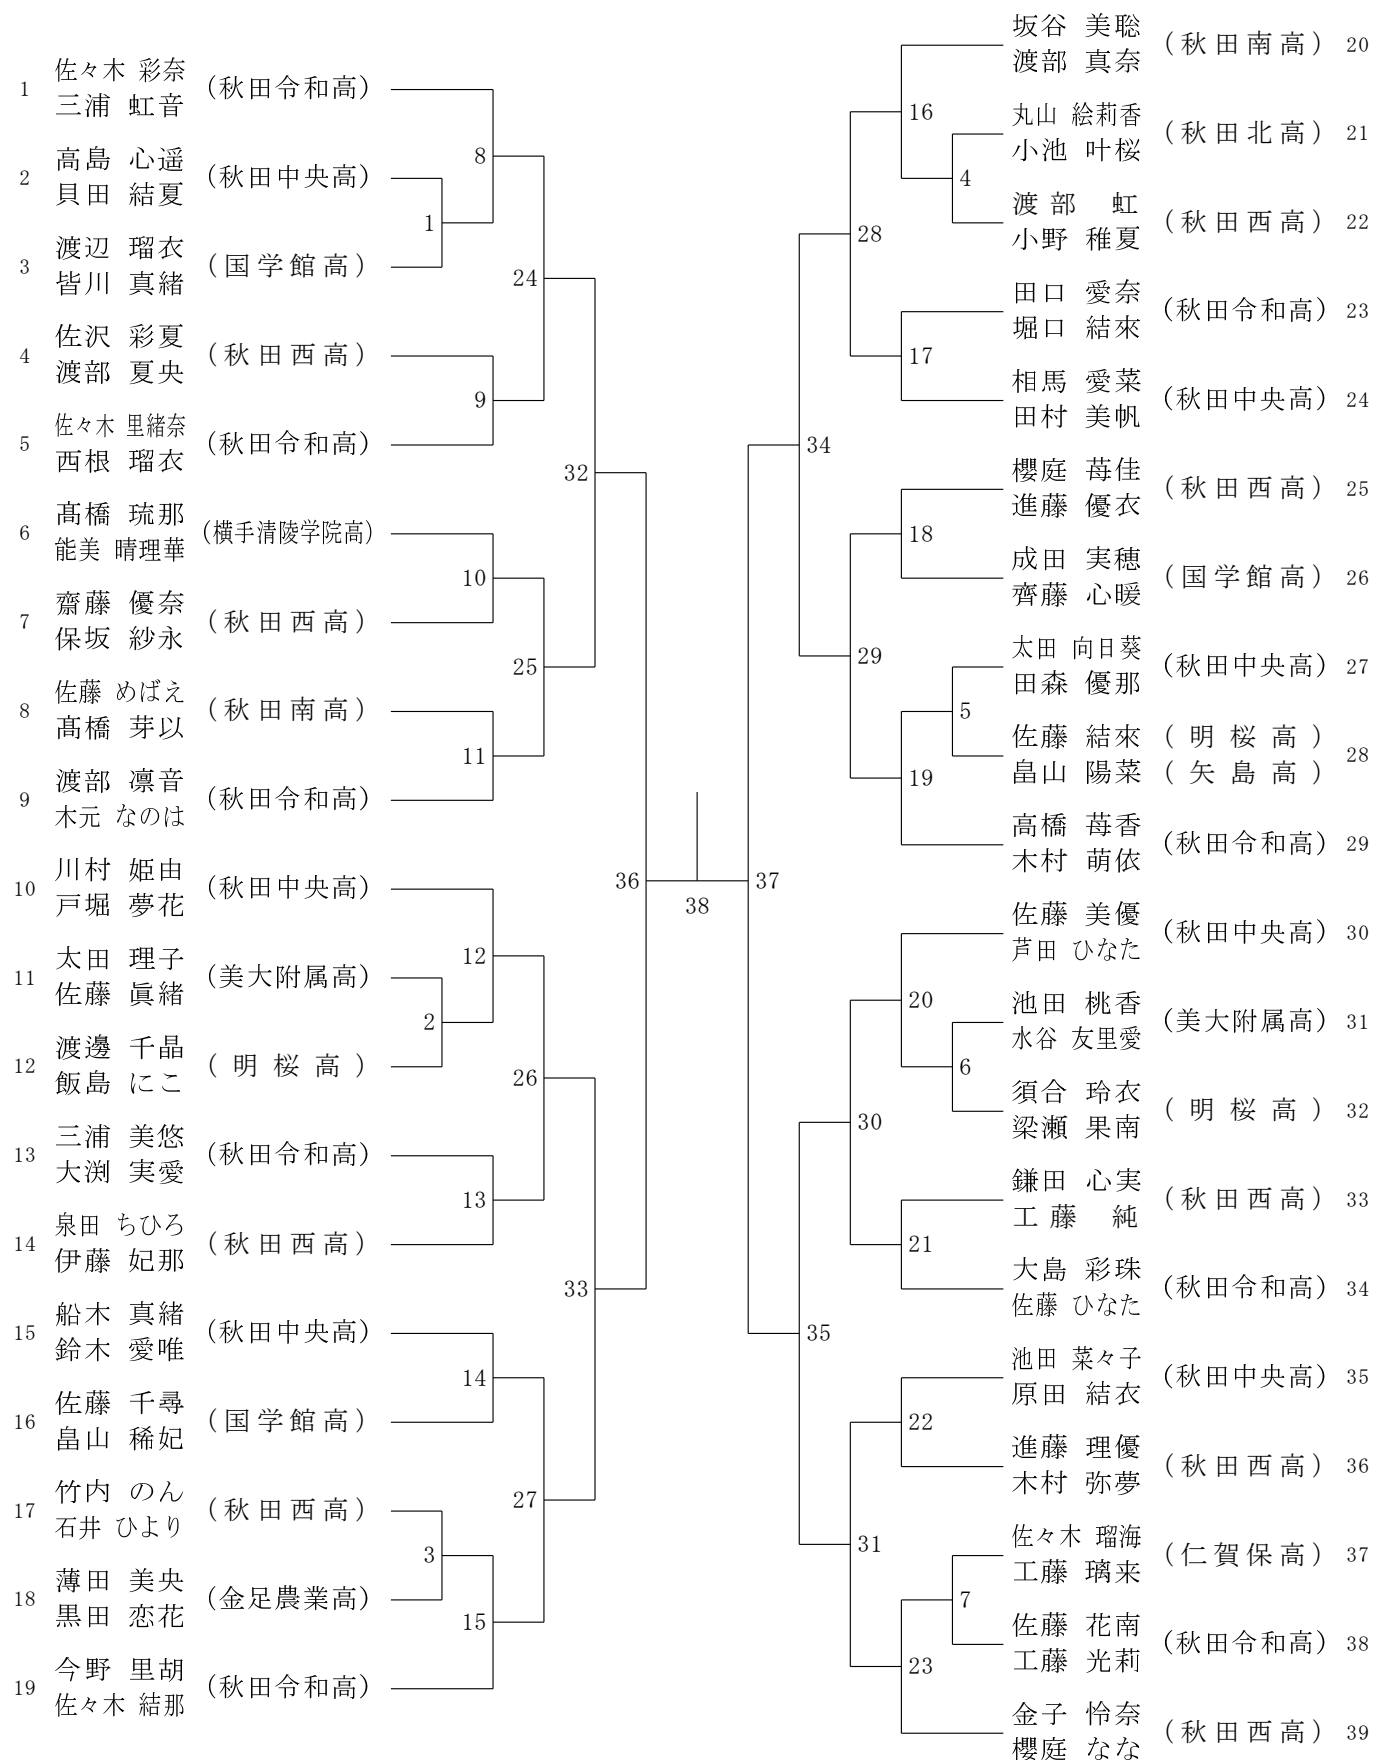 1 佐々木 彩奈 (秋田令和高)
三浦 虹音
2 高島 心遥 (秋田中央高)
貝田 結夏
3 渡辺 瑠衣 (国学館高)
皆川 真緒
4 佐沢 彩夏 (秋田西高)
渡部 夏央
5 佐々木 里緒奈 (秋田令和高)
西根 瑠衣
6 髙橋 琉那 (横手清陵学院高)
能美 晴理華
7 齋藤 優奈 (秋田西高)
保坂 紗永
8 佐藤 めばえ (秋田南高)
髙橋 芽以
9 渡部 凛音 (秋田令和高)
木元 なのは
10 川村 姫由 (秋田中央高)
戸堀 夢花
11 太田 理子 (美大附属高)
佐藤 眞緒
12 渡邊 千晶 (明桜高)
飯島 にこ
13 三浦 美悠 (秋田令和高)
大渕 実愛
14 泉田 ちひろ (秋田西高)
伊藤 妃那
15 船木 真緒 (秋田中央高)
鈴木 愛唯
16 佐藤 千尋 (国学館高)
畠山 稀妃
17 竹内 のん (秋田西高)
石井 ひより
18 薄田 美央 (金足農業高)
黒田 恋花
19 今野 里胡 (秋田令和高)
佐々木 結那
8
1
24
9
32
10
25
11
36
12
2
26
13
33
14
27
3
15
38
37
16
4
28
17
34
18
29
5
19
20
6
30
21
35
22
31
7
23
坂谷 美聡 (秋田南高) 20
渡部 真奈
丸山 絵莉香 (秋田北高) 21
小池 叶桜
渡部 虹 (秋田西高) 22
小野 稚夏
田口 愛奈 (秋田令和高) 23
堀口 結來
相馬 愛菜 (秋田中央高) 24
田村 美帆
櫻庭 苺佳 (秋田西高) 25
進藤 優衣
成田 実穂 (国学館高) 26
齊藤 心暖
太田 向日葵 (秋田中央高) 27
田森 優那
佐藤 結來 (明桜高) 28
畠山 陽菜 (矢島高)
高橋 苺香 (秋田令和高) 29
木村 萌依
佐藤 美優 (秋田中央高) 30
芦田 ひなた
池田 桃香 (美大附属高) 31
水谷 友里愛
須合 玲衣 (明桜高) 32
梁瀬 果南
鎌田 心実 (秋田西高) 33
工藤 純
大島 彩珠 (秋田令和高) 34
佐藤 ひなた
池田 菜々子 (秋田中央高) 35
原田 結衣
進藤 理優 (秋田西高) 36
木村 弥夢
佐々木 瑠海 (仁賀保高) 37
工藤 璃来
佐藤 花南 (秋田令和高) 38
工藤 光莉
金子 怜奈 (秋田西高) 39
櫻庭 なな